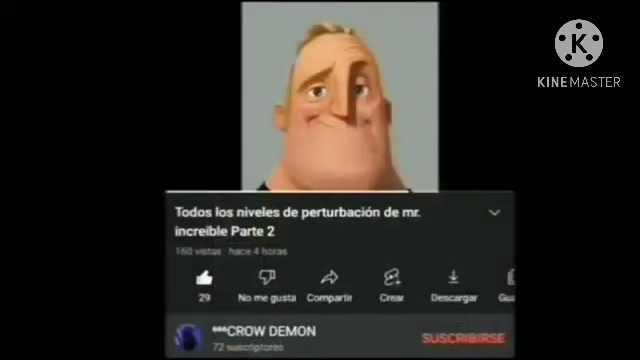 K
KINEMASTER
Todos los niveles de perturbación de mr.
increible Parte 2
160 vistas · hace 4 horas
29 No me gusta Compartir Crear Descargar
***CROW DEMON
72 suscriptores
SUSCRIBIRSE